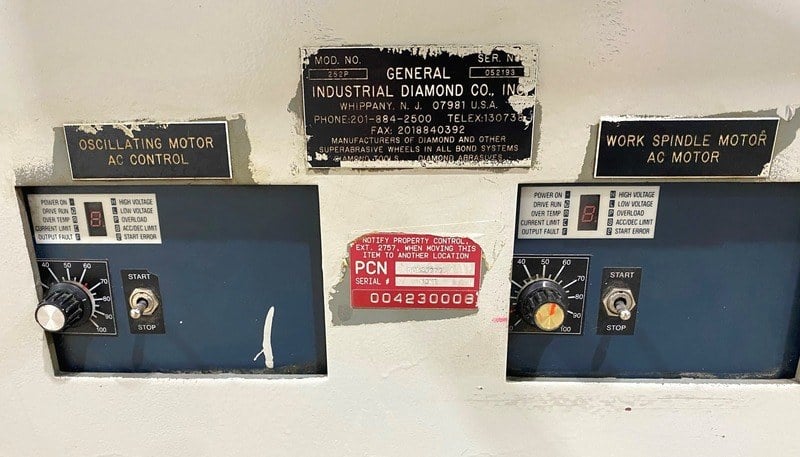 MOD. NO. SER. N
252P 052193
GENERAL
INDUSTRIAL DIAMOND CO., INC
WHIPPANY, N. J. 07981 U.S.A.
PHONE:201-884-2500 TELEX:13073
FAX: 2018840392
MANUFACTURERS OF DIAMOND AND OTHER
SUPERABRASIVE WHEELS IN ALL BOND SYSTEMS
DIAMOND TOOLS DIAMOND ABRASIVES
OSCILLATING MOTOR
AC CONTROL
WORK SPINDLE MOTOR
AC MOTOR
POWER ON HIGH VOLTAGE
DRIVE RUN LOW VOLTAGE
OVER TEMP OVERLOAD
CURRENT LIMIT ACC/DEC LIMIT
OUTPUT FAULT START ERROR
40 50 60 70 80 90 100
START
STOP
NOTIFY PROPERTY CONTROL,
EXT. 2757, WHEN MOVING THIS
ITEM TO ANOTHER LOCATION
PCN
SERIAL #
004230008
POWER ON HIGH VOLTAGE
DRIVE RUN LOW VOLTAGE
OVER TEMP OVERLOAD
CURRENT LIMIT ACC/DEC LIMIT
OUTPUT FAULT START ERROR
40 50 60 70 80 90 100
START
STOP